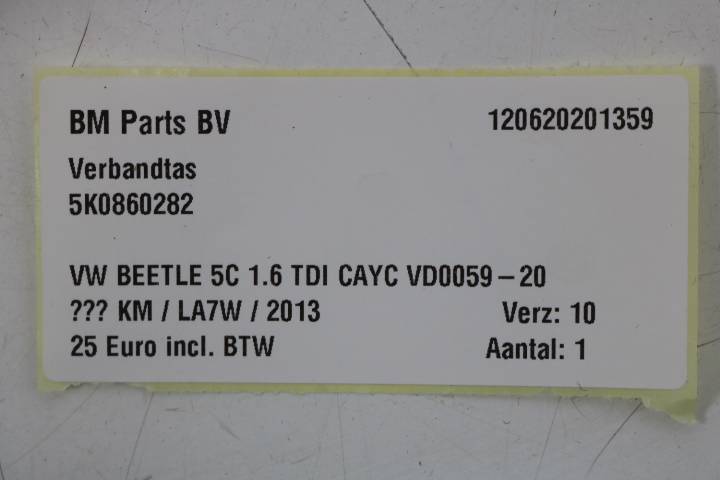 BM Parts BV 120620201359
Verbandtas
5K0860282
VW BEETLE 5C 1.6 TDI CAYC VD0059-20
??? KM / LA7W / 2013 Verz: 10
25 Euro incl. BTW Aantal: 1